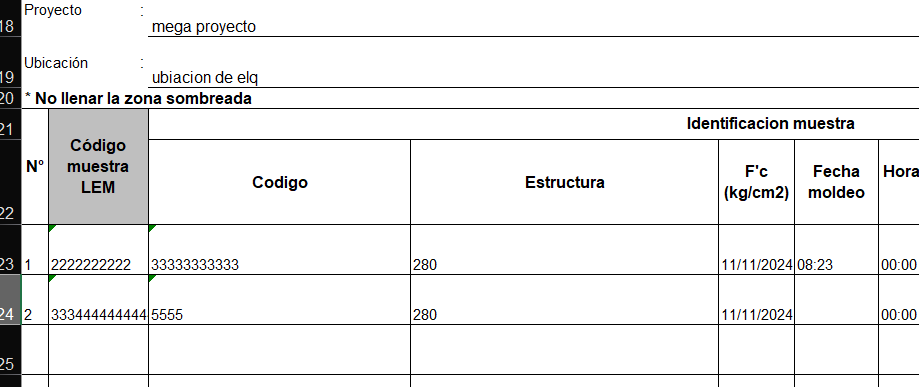 18 Proyecto : mega proyecto
19 Ubicación : ubiacion de elq
20 * No llenar la zona sombreada
21 Identificacion muestra
22 N° Código muestra LEM Codigo Estructura F'c (kg/cm2) Fecha moldeo Hora
23 1 2222222222 33333333333 280 11/11/2024 08:23 00:00
24 2 333444444444 5555 280 11/11/2024 00:00
25